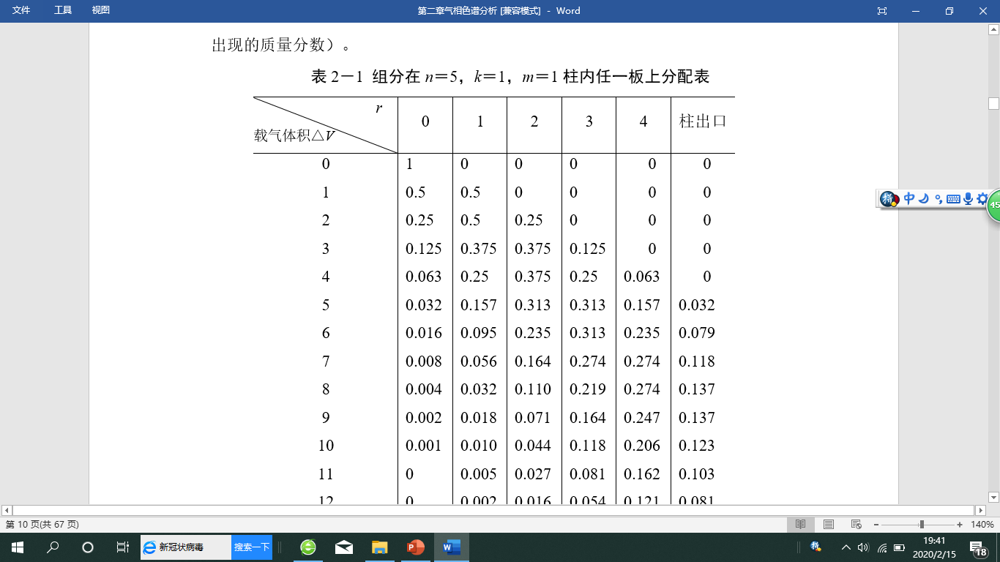 文件 工具 视图 第二章气相色谱分析 [兼容模式] - Word
出现的质量分数）。
表 2－1 组分在 n＝5，k＝1，m＝1 柱内任一板上分配表
r
载气体积△V 0 1 2 3 4 柱出口
0 1 0 0 0 0 0
1 0.5 0.5 0 0 0 0
2 0.25 0.5 0.25 0 0 0
3 0.125 0.375 0.375 0.125 0 0
4 0.063 0.25 0.375 0.25 0.063 0
5 0.032 0.157 0.313 0.313 0.157 0.032
6 0.016 0.095 0.235 0.313 0.235 0.079
7 0.008 0.056 0.164 0.274 0.274 0.118
8 0.004 0.032 0.110 0.219 0.274 0.137
9 0.002 0.018 0.071 0.164 0.247 0.137
10 0.001 0.010 0.044 0.118 0.206 0.123
11 0 0.005 0.027 0.081 0.162 0.103
12 0 0.002 0.016 0.054 0.121 0.081
拼 中
45
第 10 页(共 67 页) 140%
新冠状病毒 搜索一下
19:41
2020/2/15
18